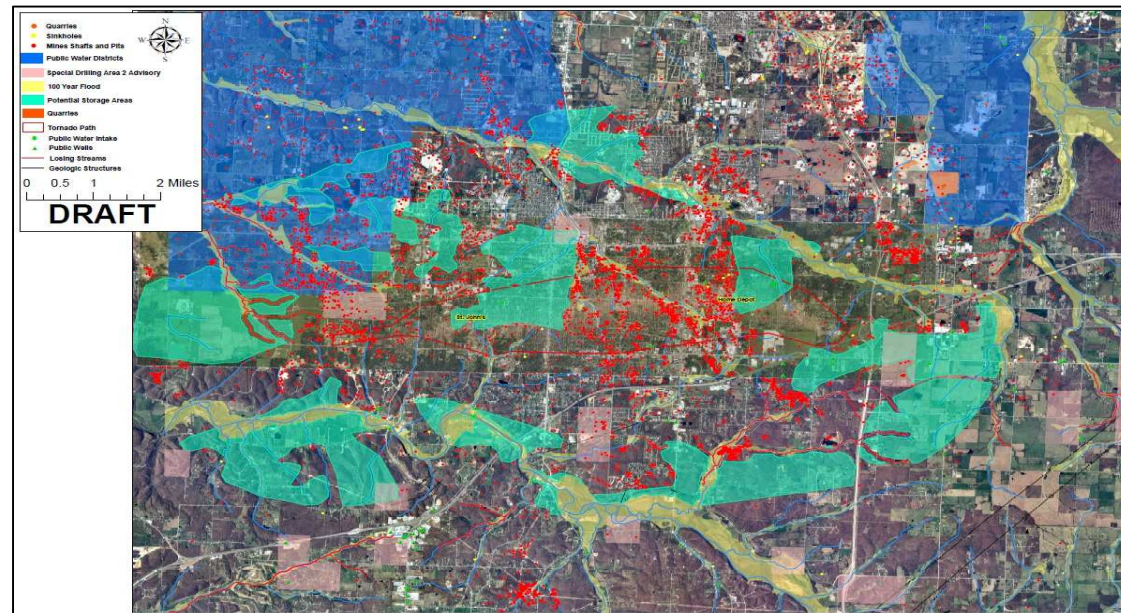 Quarries
Sinkholes
Mines Shafts and Pits
Public Water Districts
Special Drilling Area 2 Advisory
100 Year Flood
Potential Storage Areas
Quarries
Tornado Path
Public Water Intake
Public Wells
Losing Streams
Geologic Structures
N
W E
S
0 0.5 1 2 Miles
DRAFT
Home Depot
St. John's